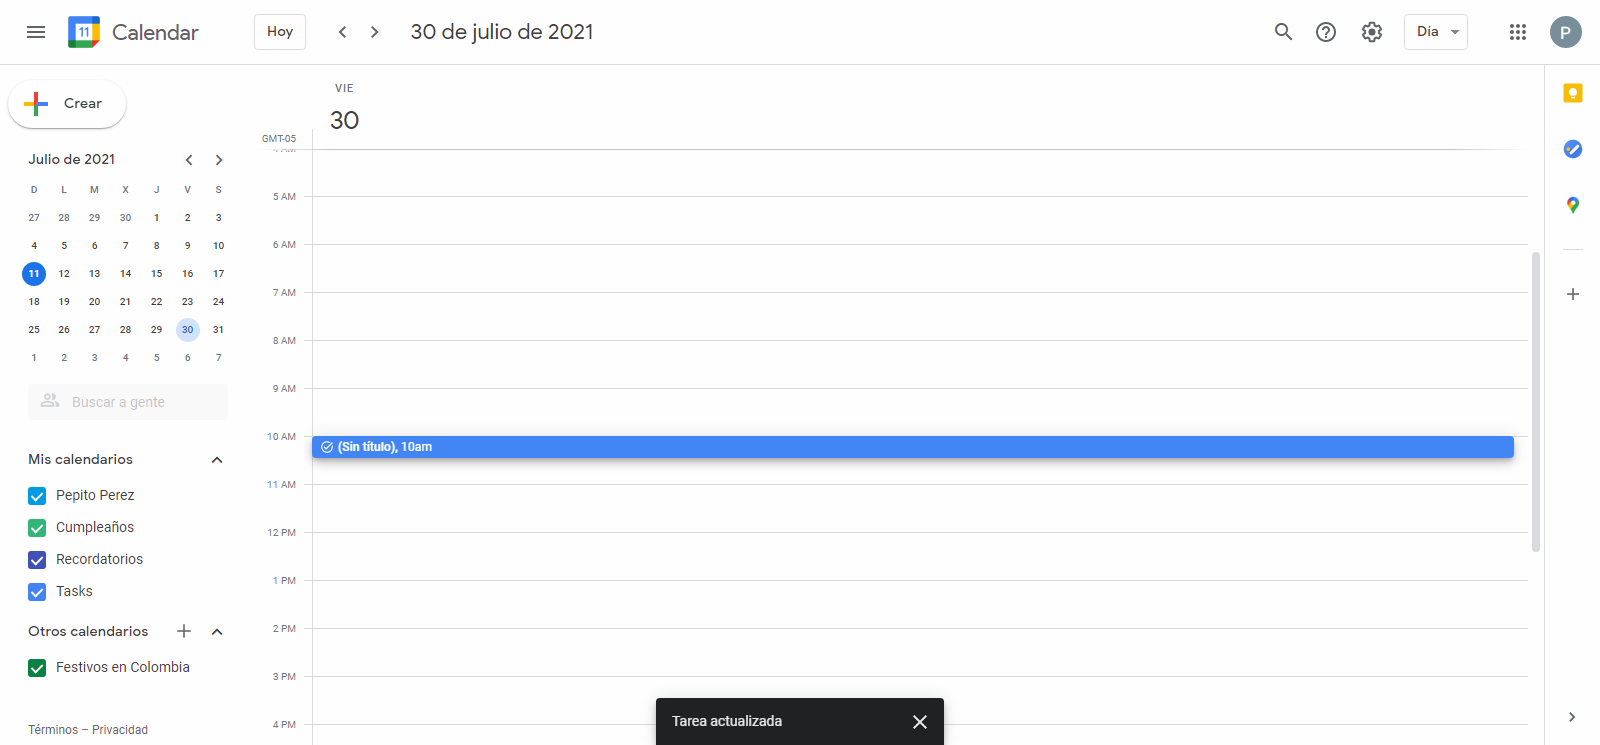 11 Calendar Hoy 30 de julio de 2021 Día P
Crear
VIE
30
GMT-05
Julio de 2021
D L M X J V S
27 28 29 30 1 2 3
4 5 6 7 8 9 10
11 12 13 14 15 16 17
18 19 20 21 22 23 24
25 26 27 28 29 30 31
1 2 3 4 5 6 7
Buscar a gente
Mis calendarios
Pepito Perez
Cumpleaños
Recordatorios
Tasks
Otros calendarios
Festivos en Colombia
Términos – Privacidad
5 AM
6 AM
7 AM
8 AM
9 AM
10 AM
(Sin título), 10am
11 AM
12 PM
1 PM
2 PM
3 PM
4 PM
Tarea actualizada